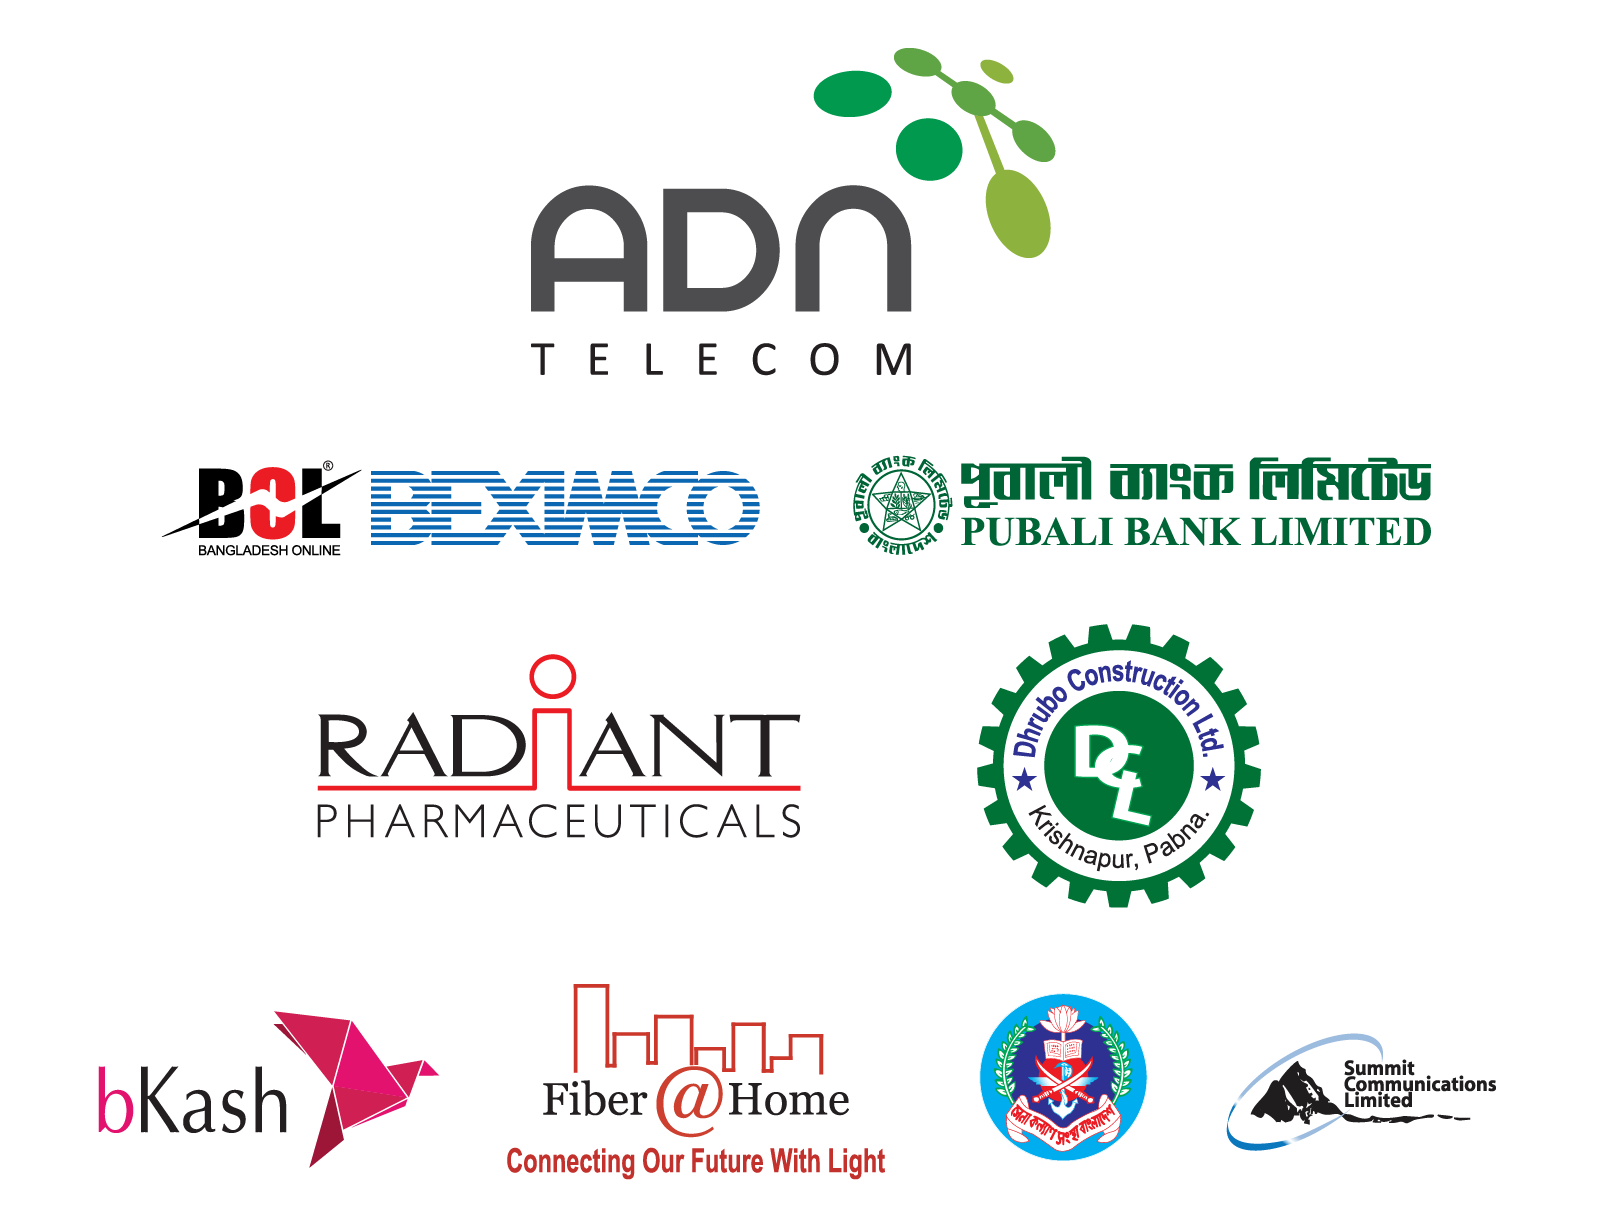 ADN
TELECOM
BOL®
BANGLADESH ONLINE
BEXIMCO
পূবালী ব্যাংক লিমিটেড
বাংলাদেশ
পূবালী ব্যাংক লিমিটেড
PUBALI BANK LIMITED
RADiANT
PHARMACEUTICALS
Dhrubo Construction Ltd.
DCL
Krishnapur, Pabna.
bKash
Fiber@Home
Connecting Our Future With Light
সেনা কল্যাণ সংস্থা বাংলাদেশ
Summit
Communications
Limited